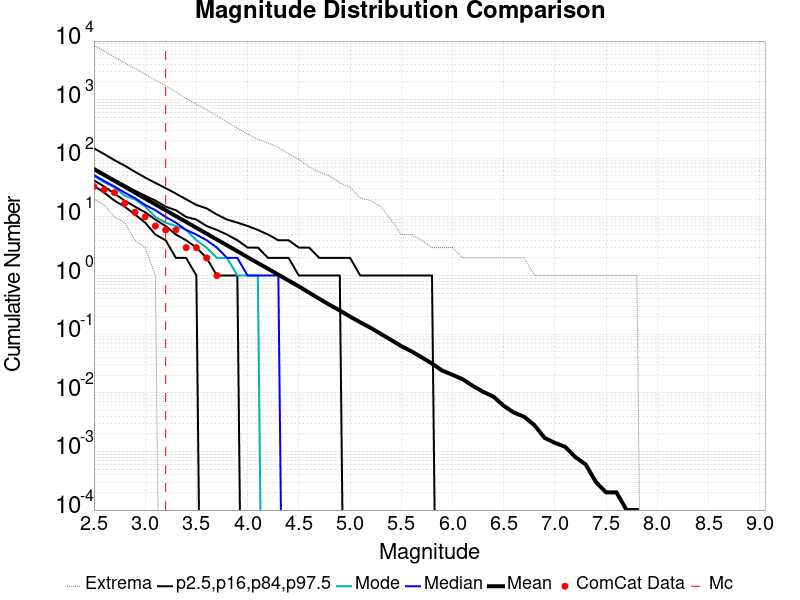 Magnitude Distribution Comparison
Cumulative Number
10^4
10^3
10^2
10^1
10^0
10^-1
10^-2
10^-3
10^-4
2.5 3.0 3.5 4.0 4.5 5.0 5.5 6.0 6.5 7.0 7.5 8.0 8.5 9.0
Magnitude
Extrema p2.5,p16,p84,p97.5 Mode Median Mean ComCat Data Mc